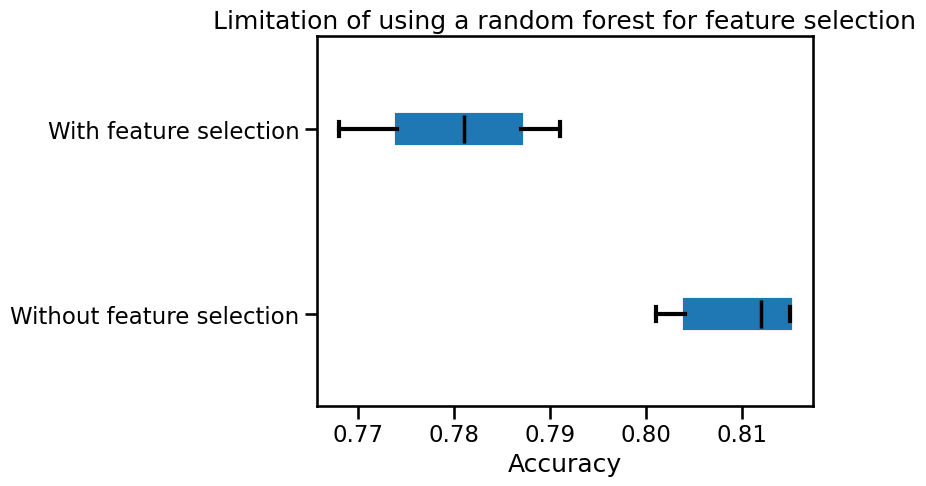 Limitation of using a random forest for feature selection
With feature selection
Without feature selection
0.77 0.78 0.79 0.80 0.81
Accuracy